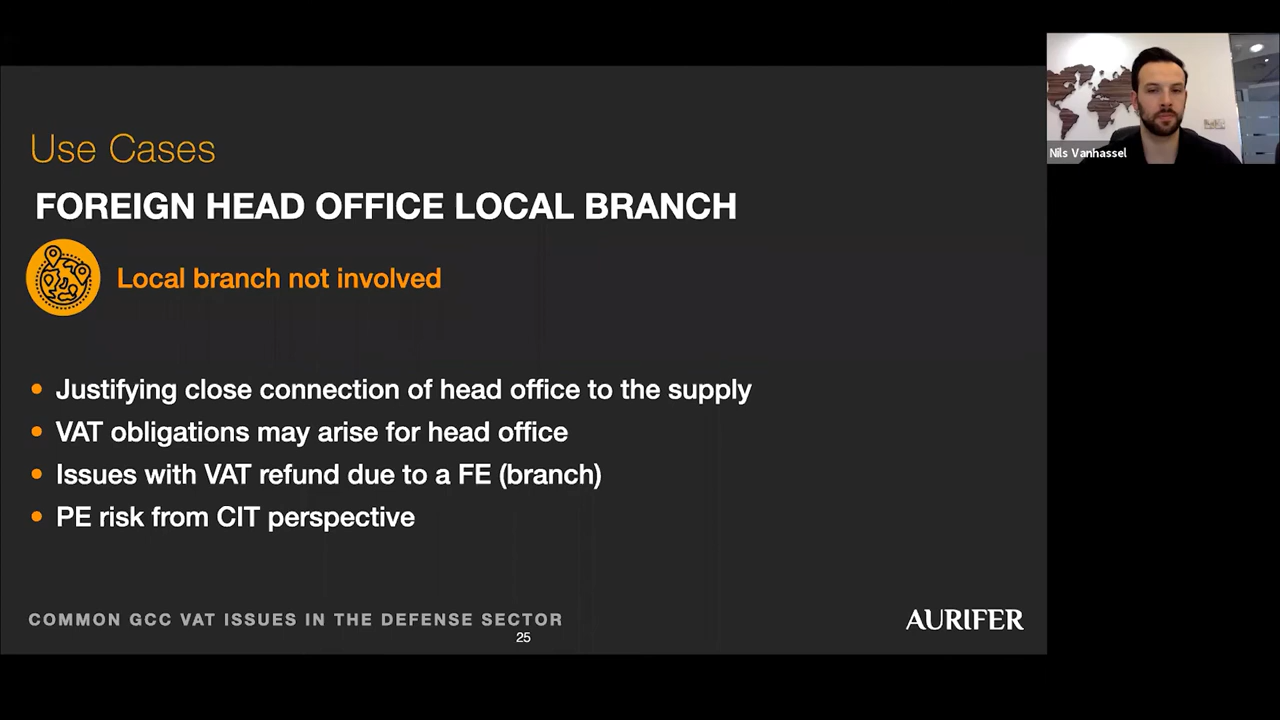 Use Cases
FOREIGN HEAD OFFICE LOCAL BRANCH
Local branch not involved
• Justifying close connection of head office to the supply
• VAT obligations may arise for head office
• Issues with VAT refund due to a FE (branch)
• PE risk from CIT perspective
COMMON GCC VAT ISSUES IN THE DEFENSE SECTOR
25
AURIFER
Nils Vanhassel